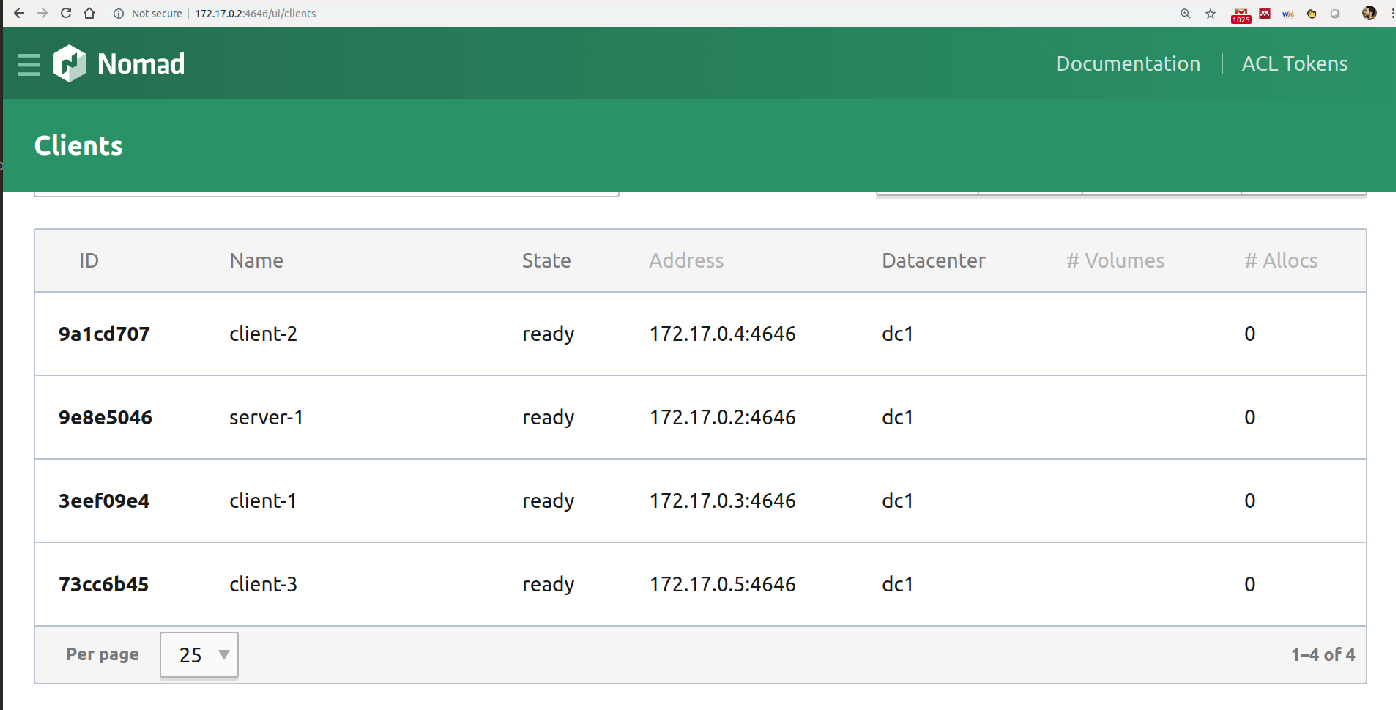 Not secure | 172.17.0.2:4646/ui/clients
1025
Nomad
Documentation
ACL Tokens
Clients
ID Name State Address Datacenter # Volumes # Allocs
9a1cd707 client-2 ready 172.17.0.4:4646 dc1 0
9e8e5046 server-1 ready 172.17.0.2:4646 dc1 0
3eef09e4 client-1 ready 172.17.0.3:4646 dc1 0
73cc6b45 client-3 ready 172.17.0.5:4646 dc1 0
Per page 25 1–4 of 4